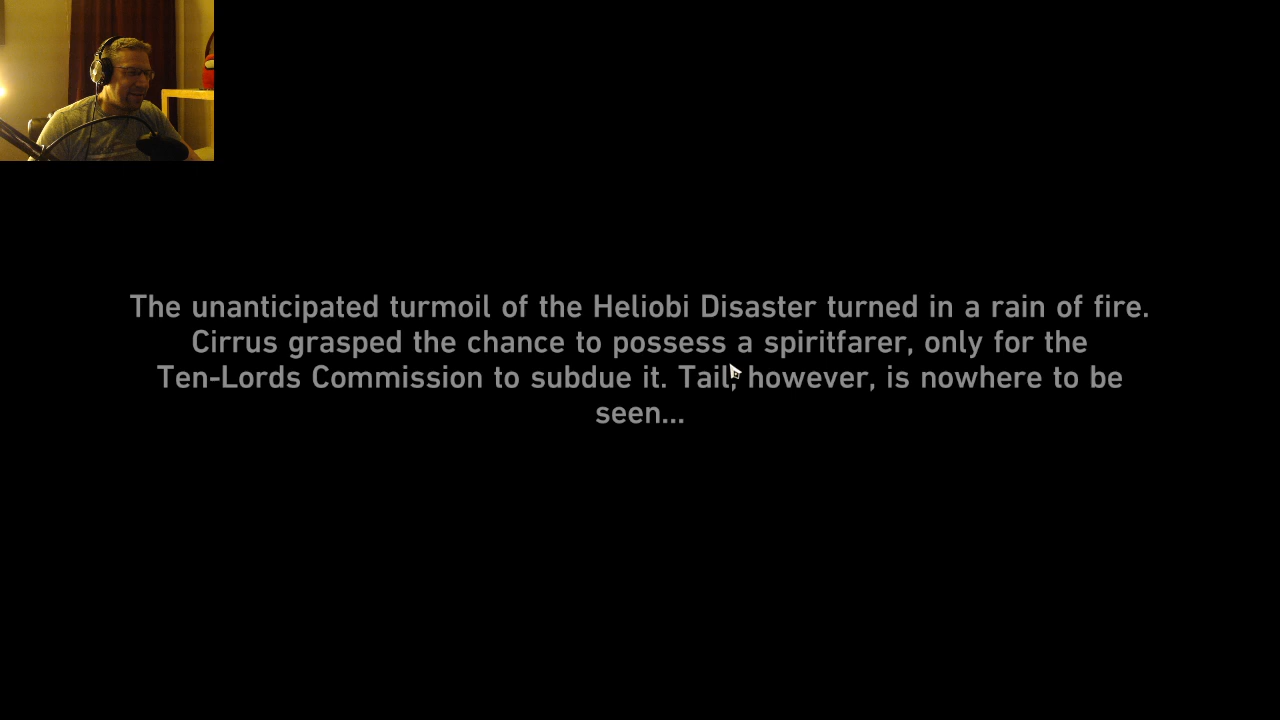 The unanticipated turmoil of the Heliobi Disaster turned in a rain of fire.
Cirrus grasped the chance to possess a spiritfarer, only for the
Ten-Lords Commission to subdue it. Tail, however, is nowhere to be
seen...